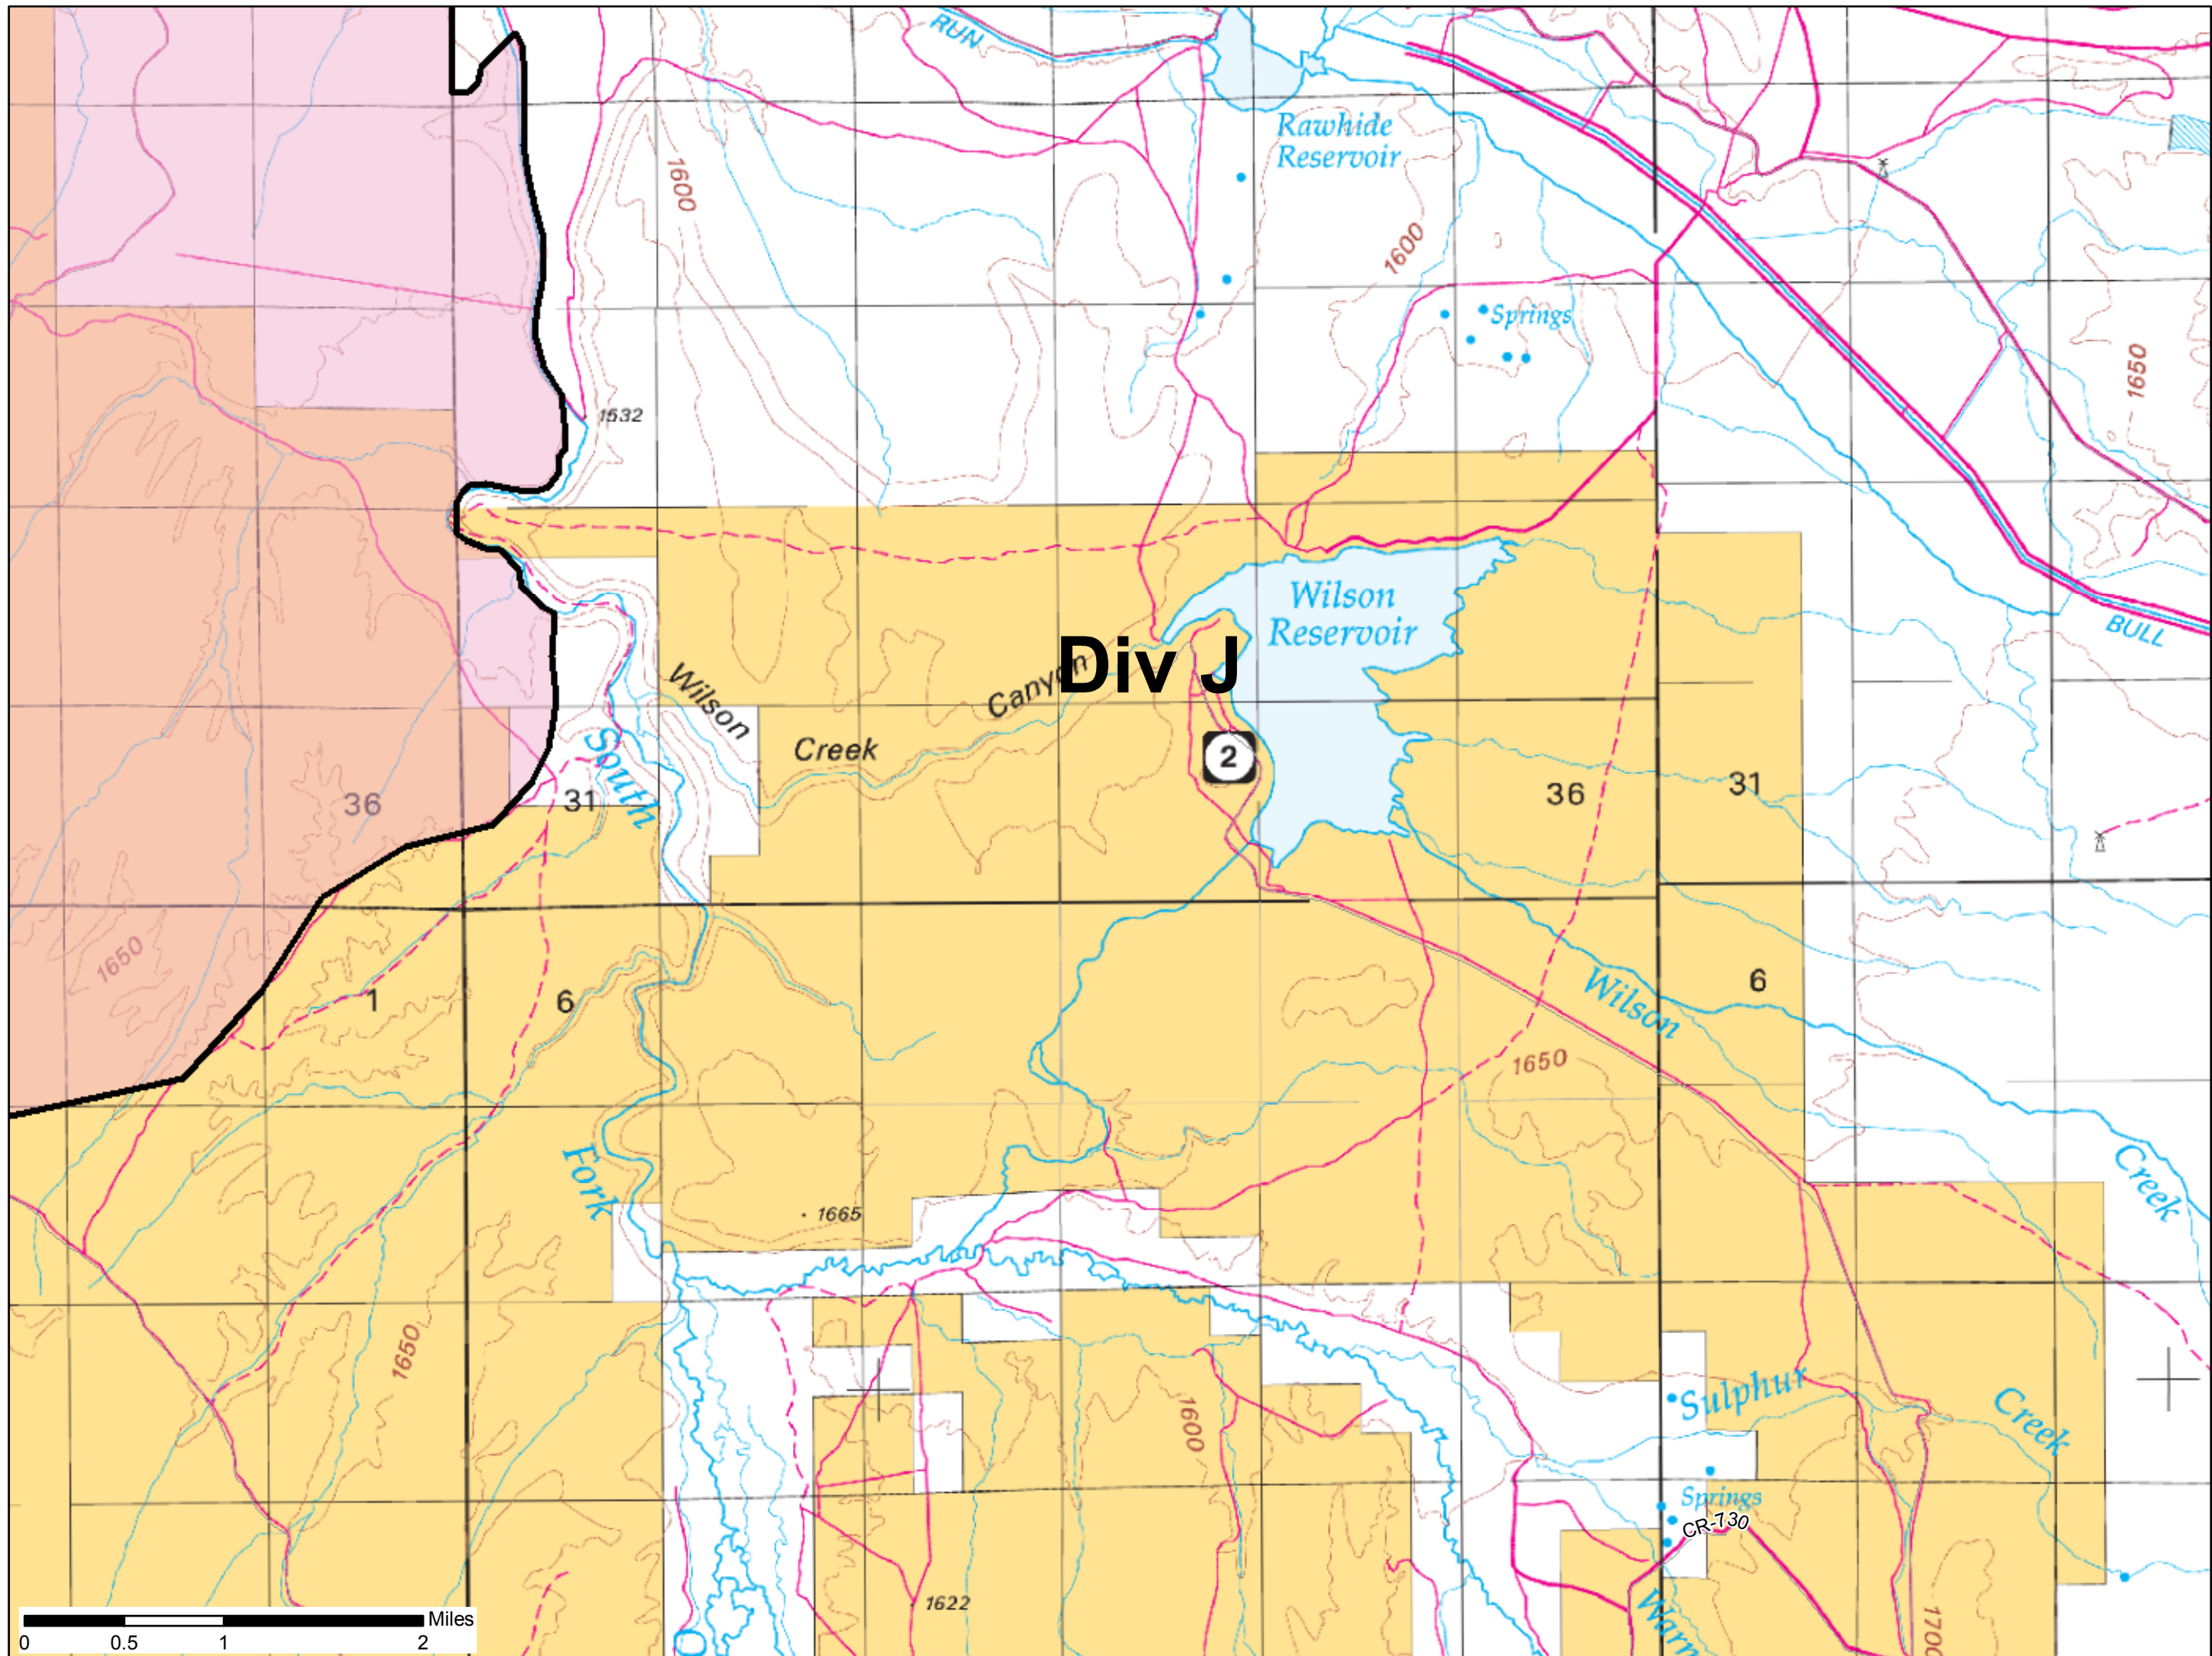 RUN
Rawhide
Reservoir
1600
1600
Springs
1650
1532
Wilson
Reservoir
BULL
Div J
Wilson
Canyon
Creek
South
2
36
31
36
31
1650
1
6
Wilson
6
1650
Creek
Fork
1665
1650
Sulphur
Creek
1600
Springs
CR-730
1622
Warm
1700
O
Miles
0 0.5 1 2